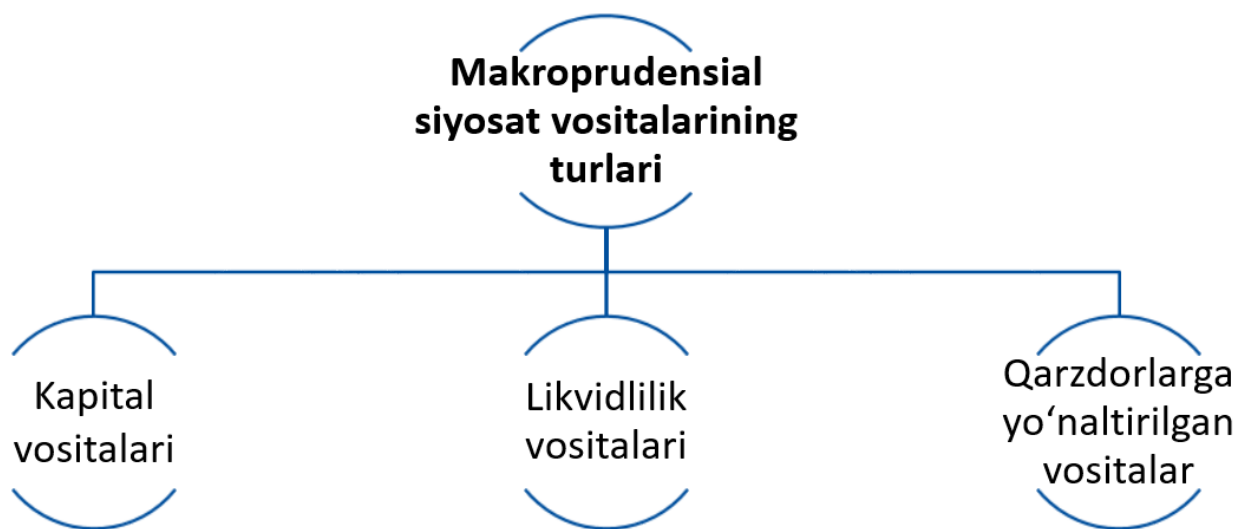 Makroprudensial
siyosat vositalarining
turlari
Kapital
vositalari
Likvidlilik
vositalari
Qarzdorlarga
yo‘naltirilgan
vositalar